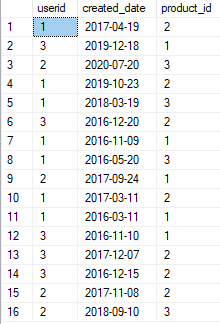 userid created_date product_id
1 1 2017-04-19 2
2 3 2019-12-18 1
3 2 2020-07-20 3
4 1 2019-10-23 2
5 1 2018-03-19 3
6 3 2016-12-20 2
7 1 2016-11-09 1
8 1 2016-05-20 3
9 2 2017-09-24 1
10 1 2017-03-11 2
11 1 2016-03-11 1
12 3 2016-11-10 1
13 3 2017-12-07 2
14 3 2016-12-15 2
15 2 2017-11-08 2
16 2 2018-09-10 3